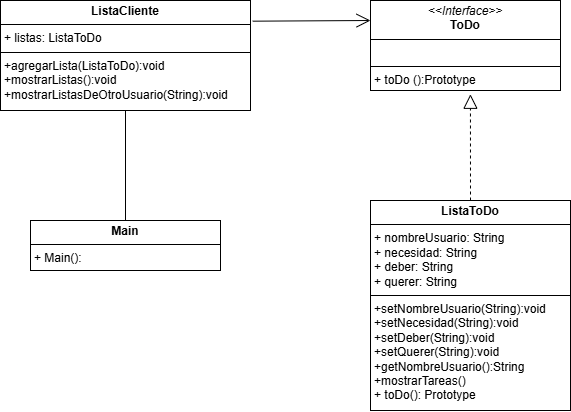 ListaCliente
+ listas: ListaToDo
+agregarLista(ListaToDo):void
+mostrarListas():void
+mostrarListasDeOtroUsuario(String):void
<<Interface>>
ToDo
+ toDo ():Prototype
Main
+ Main():
ListaToDo
+ nombreUsuario: String
+ necesidad: String
+ deber: String
+ querer: String
+setNombreUsuario(String):void
+setNecesidad(String):void
+setDeber(String):void
+setQuerer(String):void
+getNombreUsuario():String
+mostrarTareas()
+ toDo(): Prototype